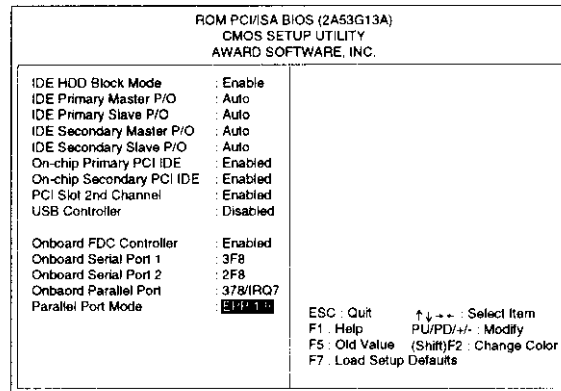 ROM PCI/ISA BIOS (2A53G13A)
CMOS SETUP UTILITY
AWARD SOFTWARE, INC.
IDE HDD Block Mode : Enable
IDE Primary Master P/O : Auto
IDE Primary Slave P/O : Auto
IDE Secondary Master P/O : Auto
IDE Secondary Slave P/O : Auto
On-chip Primary PCI IDE : Enabled
On-chip Secondary PCI IDE : Enabled
PCI Slot 2nd Channel : Enabled
USB Controller : Disabled
Onboard FDC Controller : Enabled
Onboard Serial Port 1 : 3F8
Onboard Serial Port 2 : 2F8
Onbaord Parallel Port : 378/IRQ7
Parallel Port Mode : EPP
ESC : Quit ↑↓→← : Select Item
F1 : Help PU/PD/+/- : Modify
F5 : Old Value (Shift)F2 : Change Color
F7 : Load Setup Defaults